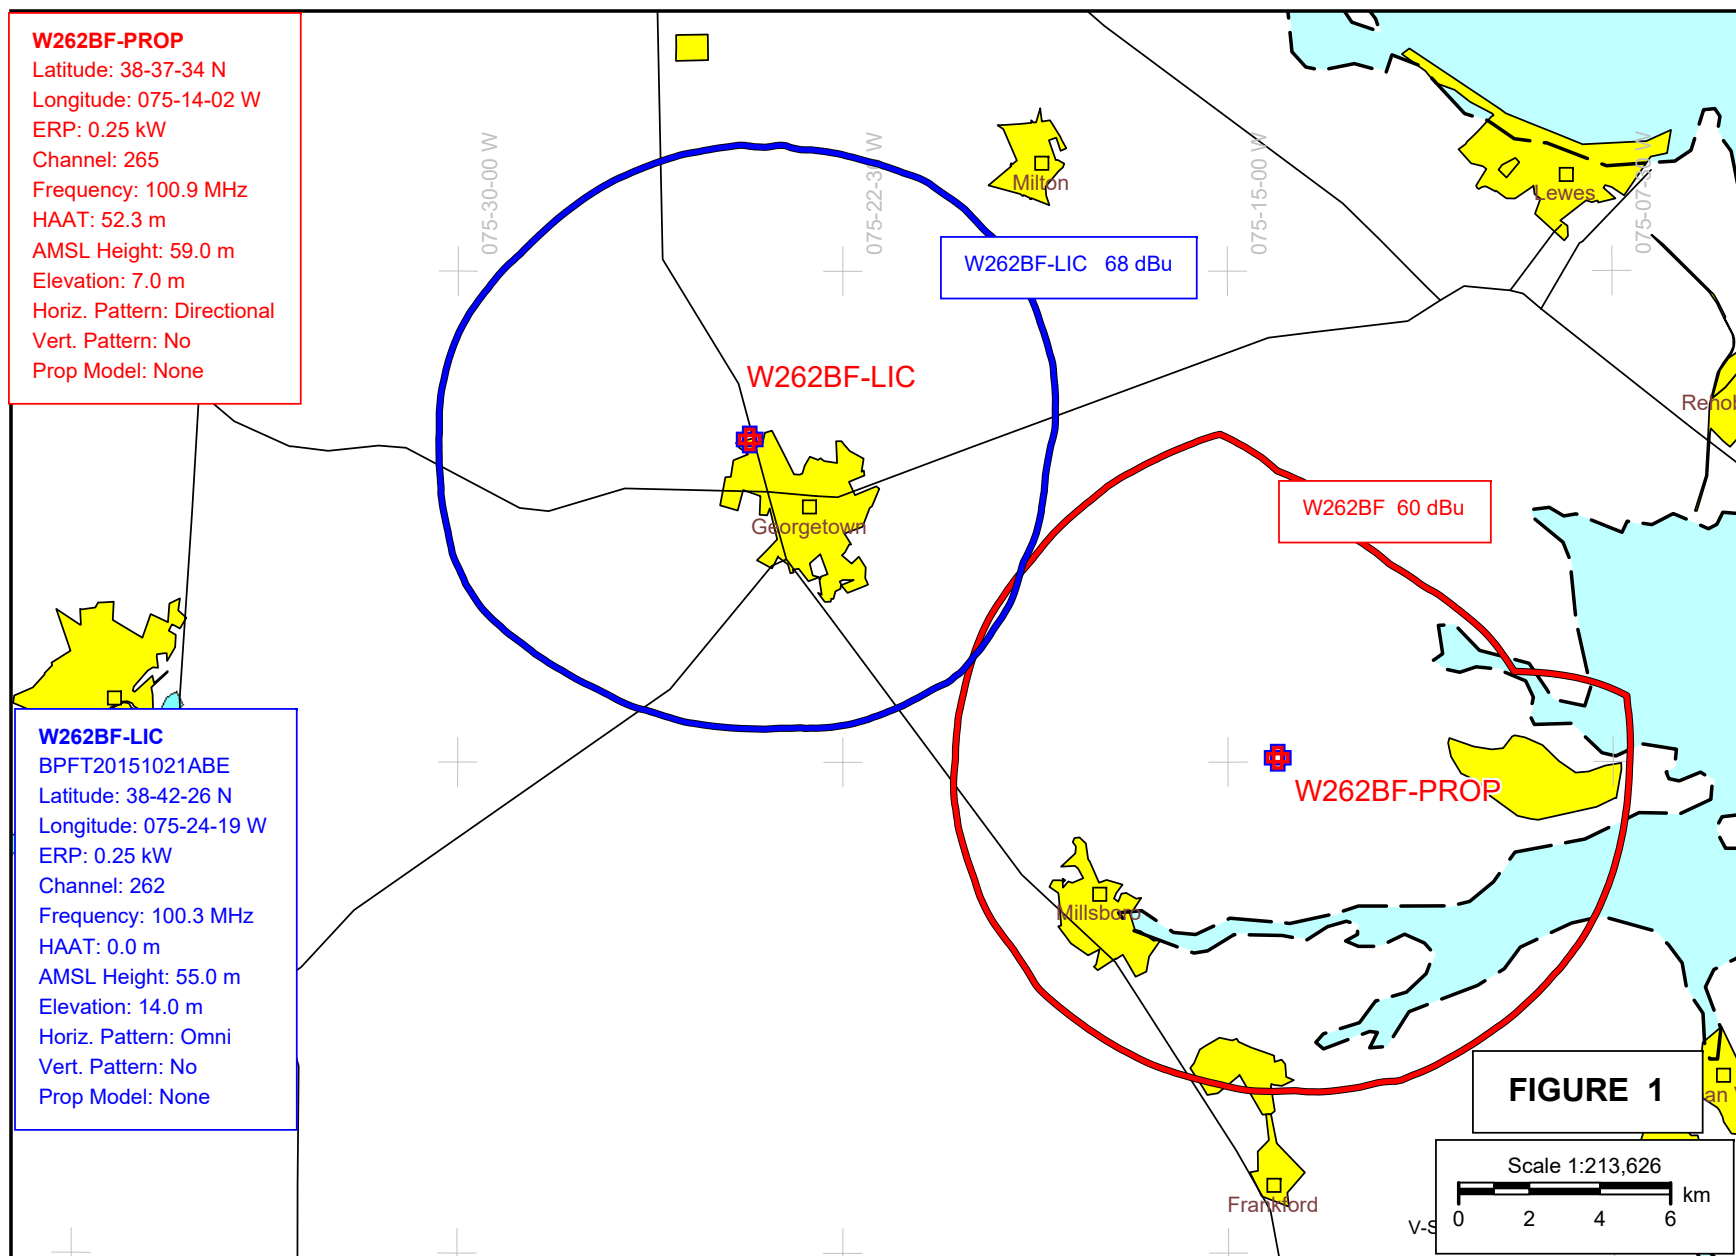 W262BF-PROP
Latitude: 38-37-34 N
Longitude: 075-14-02 W
ERP: 0.25 kW
Channel: 265
Frequency: 100.9 MHz
HAAT: 52.3 m
AMSL Height: 59.0 m
Elevation: 7.0 m
Horiz. Pattern: Directional
Vert. Pattern: No
Prop Model: None
075-30-00 W
075-22-30 W
075-15-00 W
075-07-30 W
Milton
Lewes
W262BF-LIC 68 dBu
W262BF-LIC
Georgetown
W262BF 60 dBu
W262BF-PROP
Millsboro
Frankford
W262BF-LIC
BPFT20151021ABE
Latitude: 38-42-26 N
Longitude: 075-24-19 W
ERP: 0.25 kW
Channel: 262
Frequency: 100.3 MHz
HAAT: 0.0 m
AMSL Height: 55.0 m
Elevation: 14.0 m
Horiz. Pattern: Omni
Vert. Pattern: No
Prop Model: None
FIGURE 1
Scale 1:213,626
km
0 2 4 6